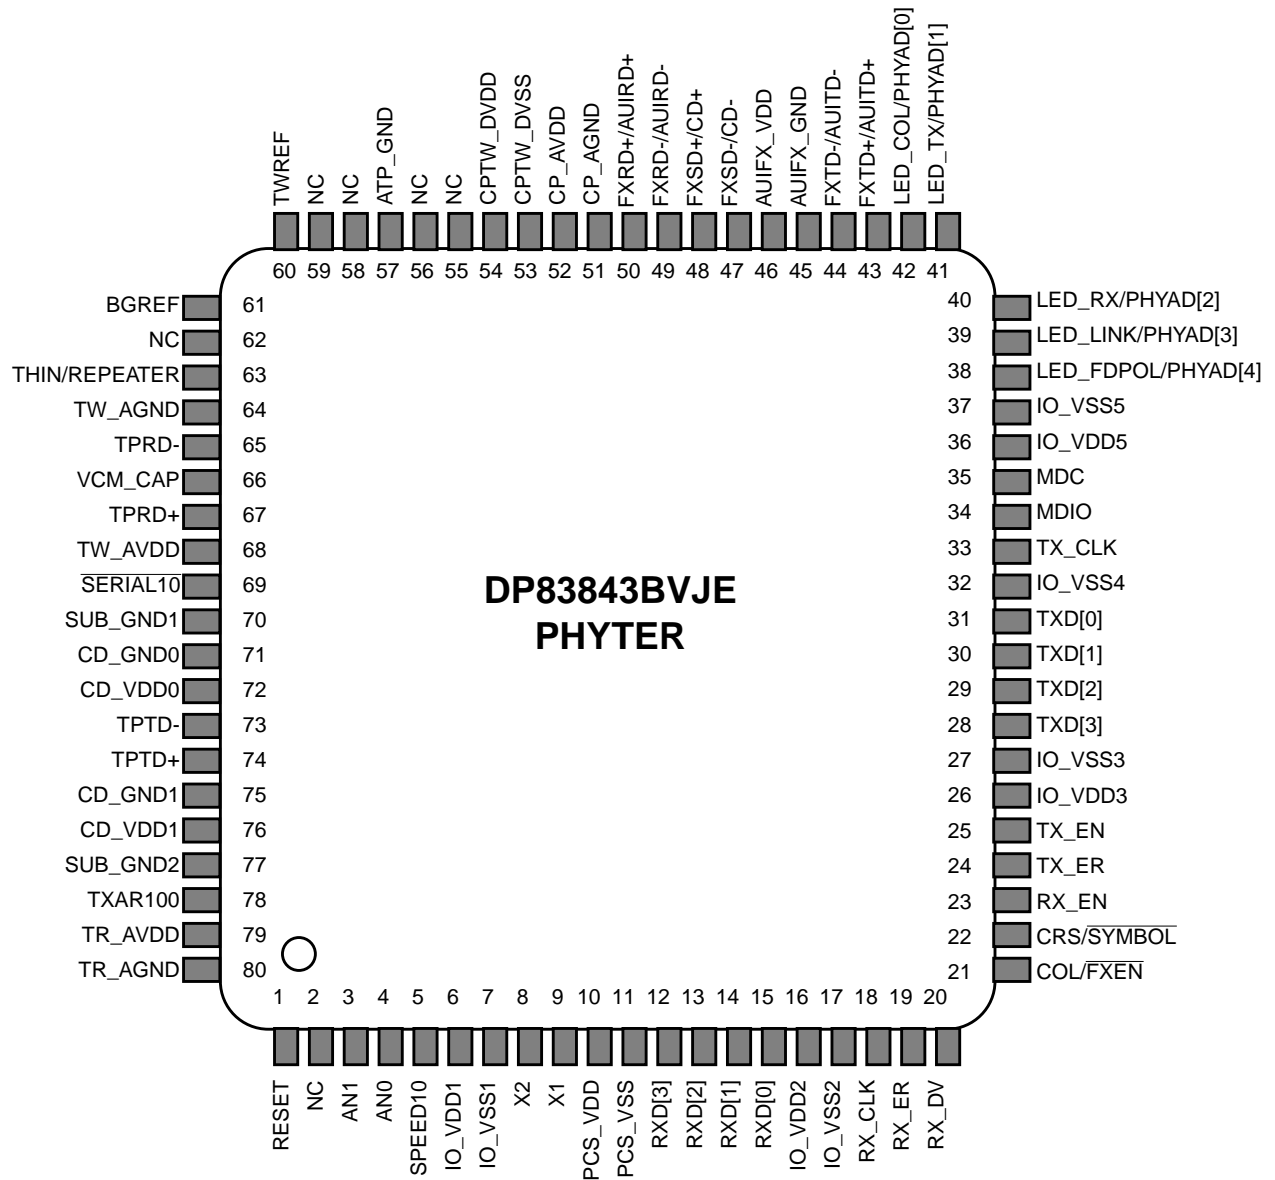 TWREF
NC
NC
ATP_GND
NC
NC
CPTW_DVDD
CPTW_DVSS
CP_AVDD
CP_AGND
FXRD+/AUIRD+
FXRD-/AUIRD-
FXSD+/CD+
FXSD-/CD-
AUIFX_VDD
AUIFX_GND
FXTD-/AUITD-
FXTD+/AUITD+
LED_COL/PHYAD[0]
LED_TX/PHYAD[1]
60 59 58 57 56 55 54 53 52 51 50 49 48 47 46 45 44 43 42 41
BGREF 61
NC 62
THIN/REPEATER 63
TW_AGND 64
TPRD- 65
VCM_CAP 66
TPRD+ 67
TW_AVDD 68
SERIAL10 69
SUB_GND1 70
CD_GND0 71
CD_VDD0 72
TPTD- 73
TPTD+ 74
CD_GND1 75
CD_VDD1 76
SUB_GND2 77
TXAR100 78
TR_AVDD 79
TR_AGND 80
DP83843BVJE
PHYTER
40 LED_RX/PHYAD[2]
39 LED_LINK/PHYAD[3]
38 LED_FDPOL/PHYAD[4]
37 IO_VSS5
36 IO_VDD5
35 MDC
34 MDIO
33 TX_CLK
32 IO_VSS4
31 TXD[0]
30 TXD[1]
29 TXD[2]
28 TXD[3]
27 IO_VSS3
26 IO_VDD3
25 TX_EN
24 TX_ER
23 RX_EN
22 CRS/SYMBOL
21 COL/FXEN
1 2 3 4 5 6 7 8 9 10 11 12 13 14 15 16 17 18 19 20
RESET
NC
AN1
AN0
SPEED10
IO_VDD1
IO_VSS1
X2
X1
PCS_VDD
PCS_VSS
RXD[3]
RXD[2]
RXD[1]
RXD[0]
IO_VDD2
IO_VSS2
RX_CLK
RX_ER
RX_DV